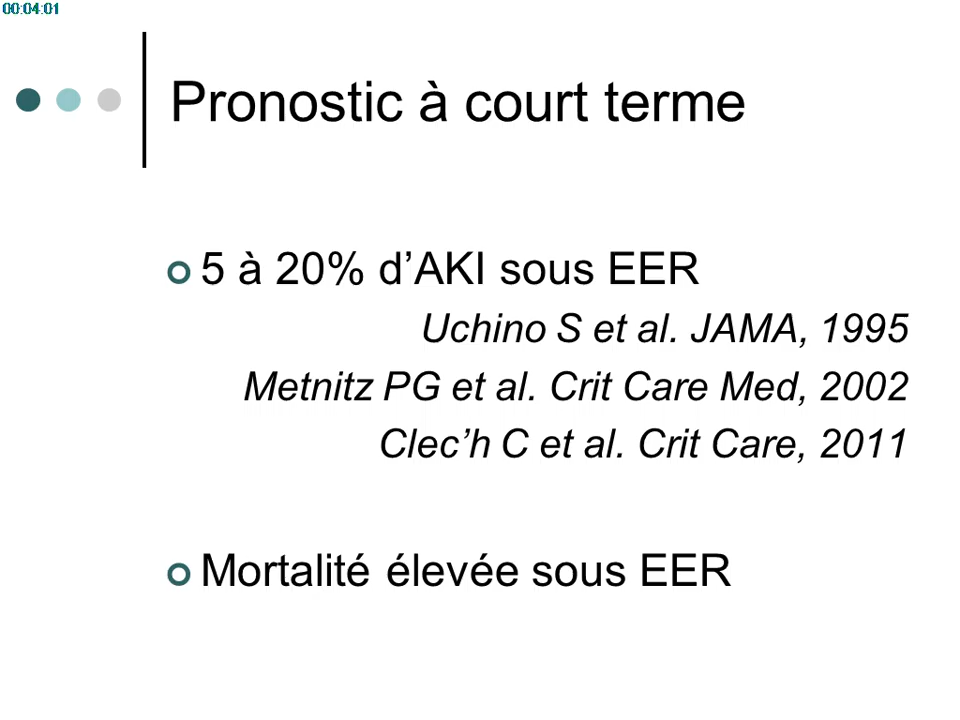 00:04:01
Pronostic à court terme
5 à 20% d’AKI sous EER
Uchino S et al. JAMA, 1995
Metnitz PG et al. Crit Care Med, 2002
Clec’h C et al. Crit Care, 2011
Mortalité élevée sous EER